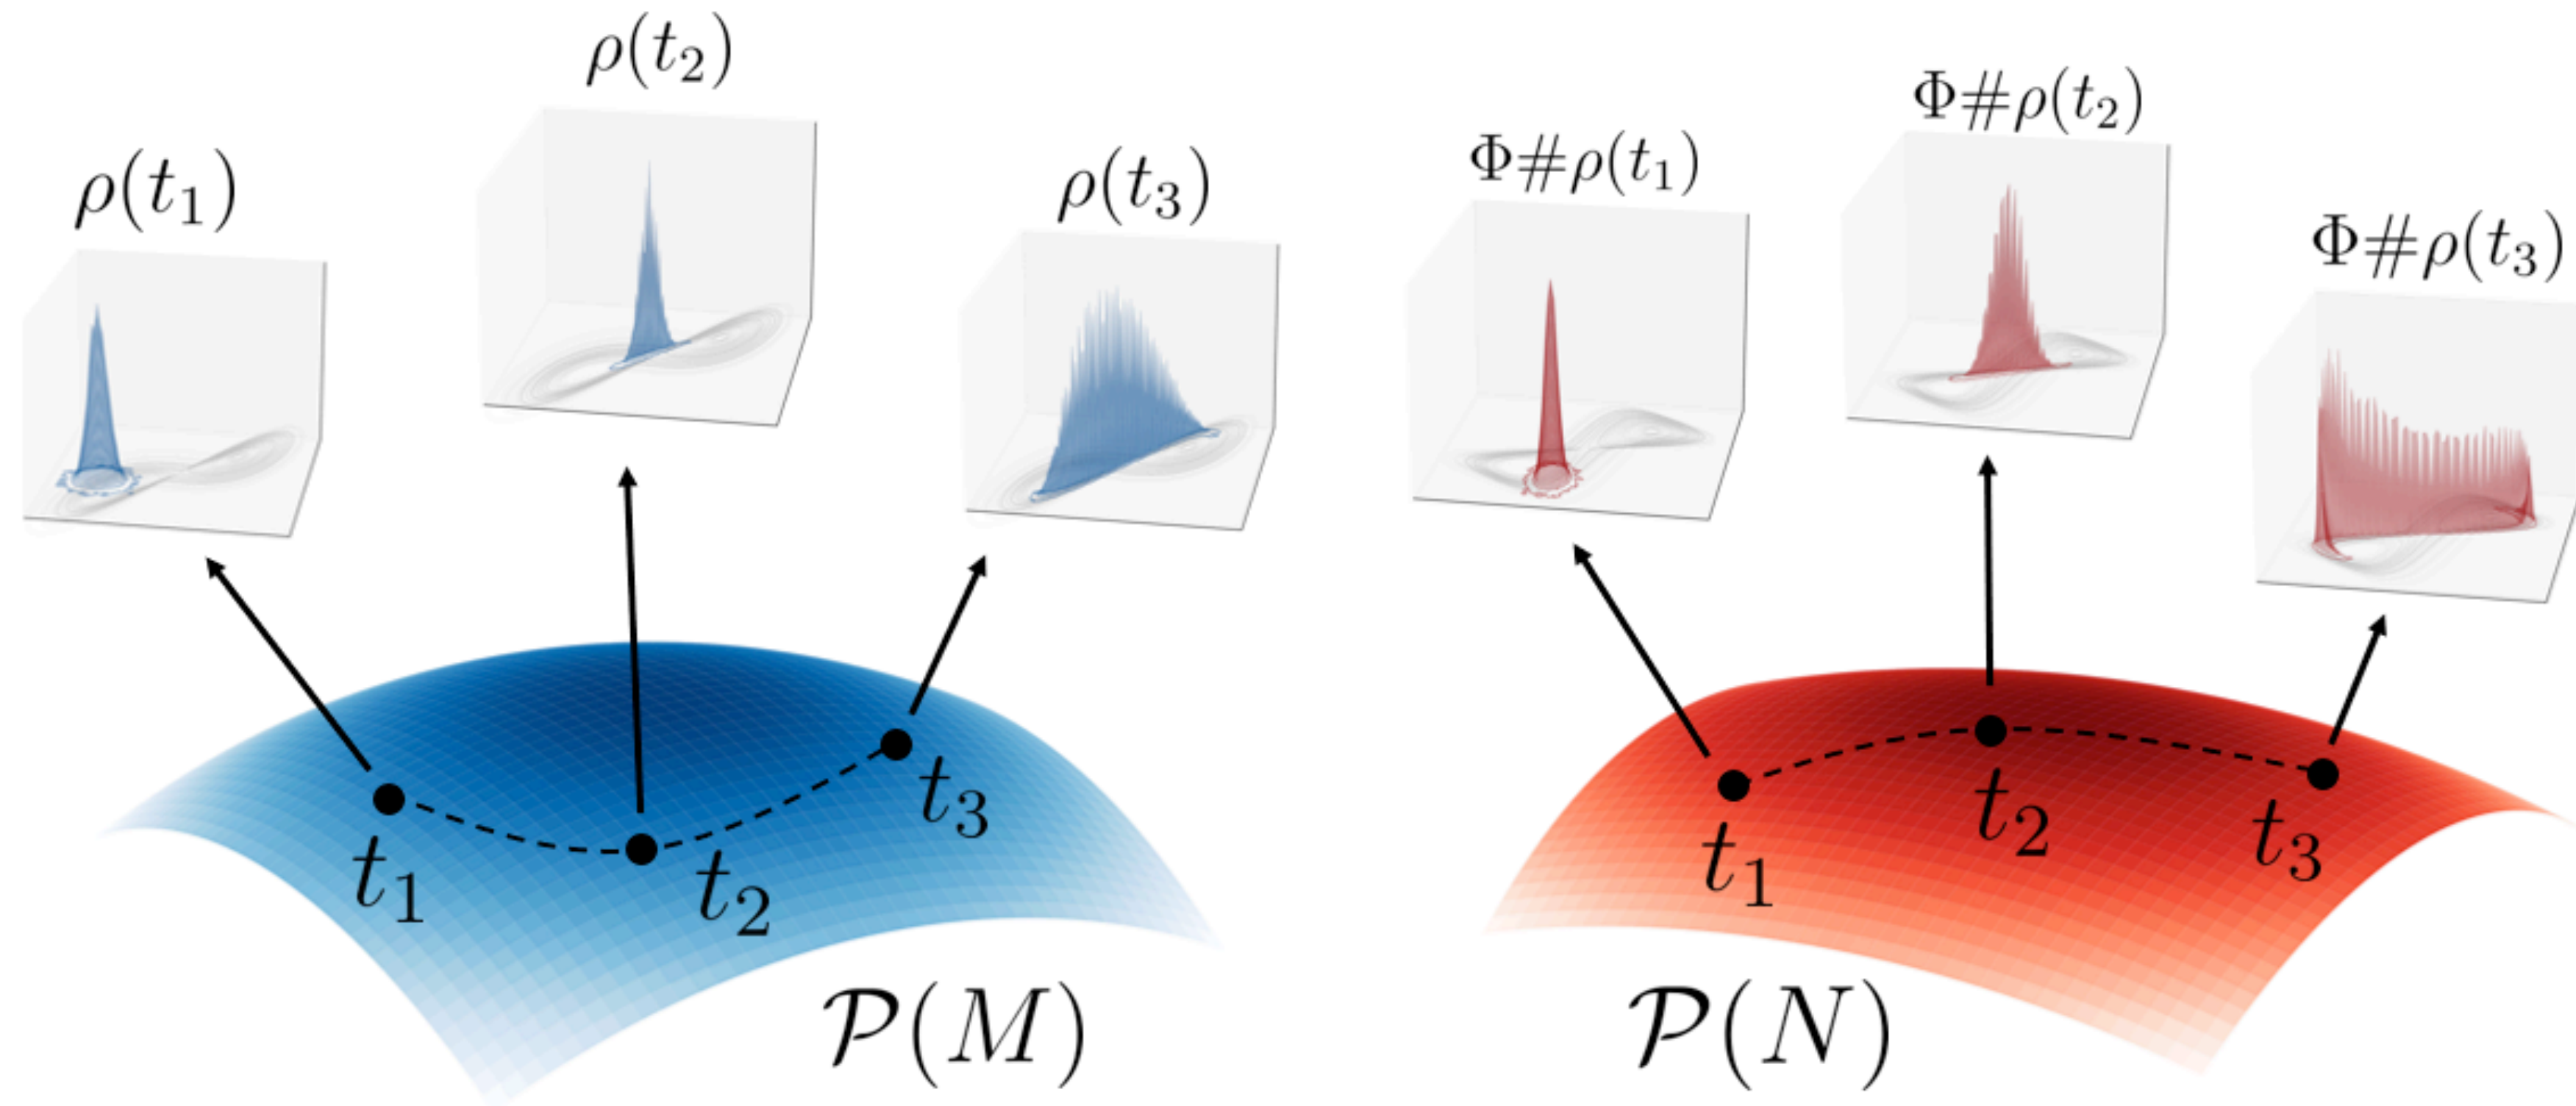 ρ(t₁)
ρ(t₂)
ρ(t₃)
t₁
t₂
t₃
𝒫(M)
Φ#ρ(t₁)
Φ#ρ(t₂)
Φ#ρ(t₃)
t₁
t₂
t₃
𝒫(N)